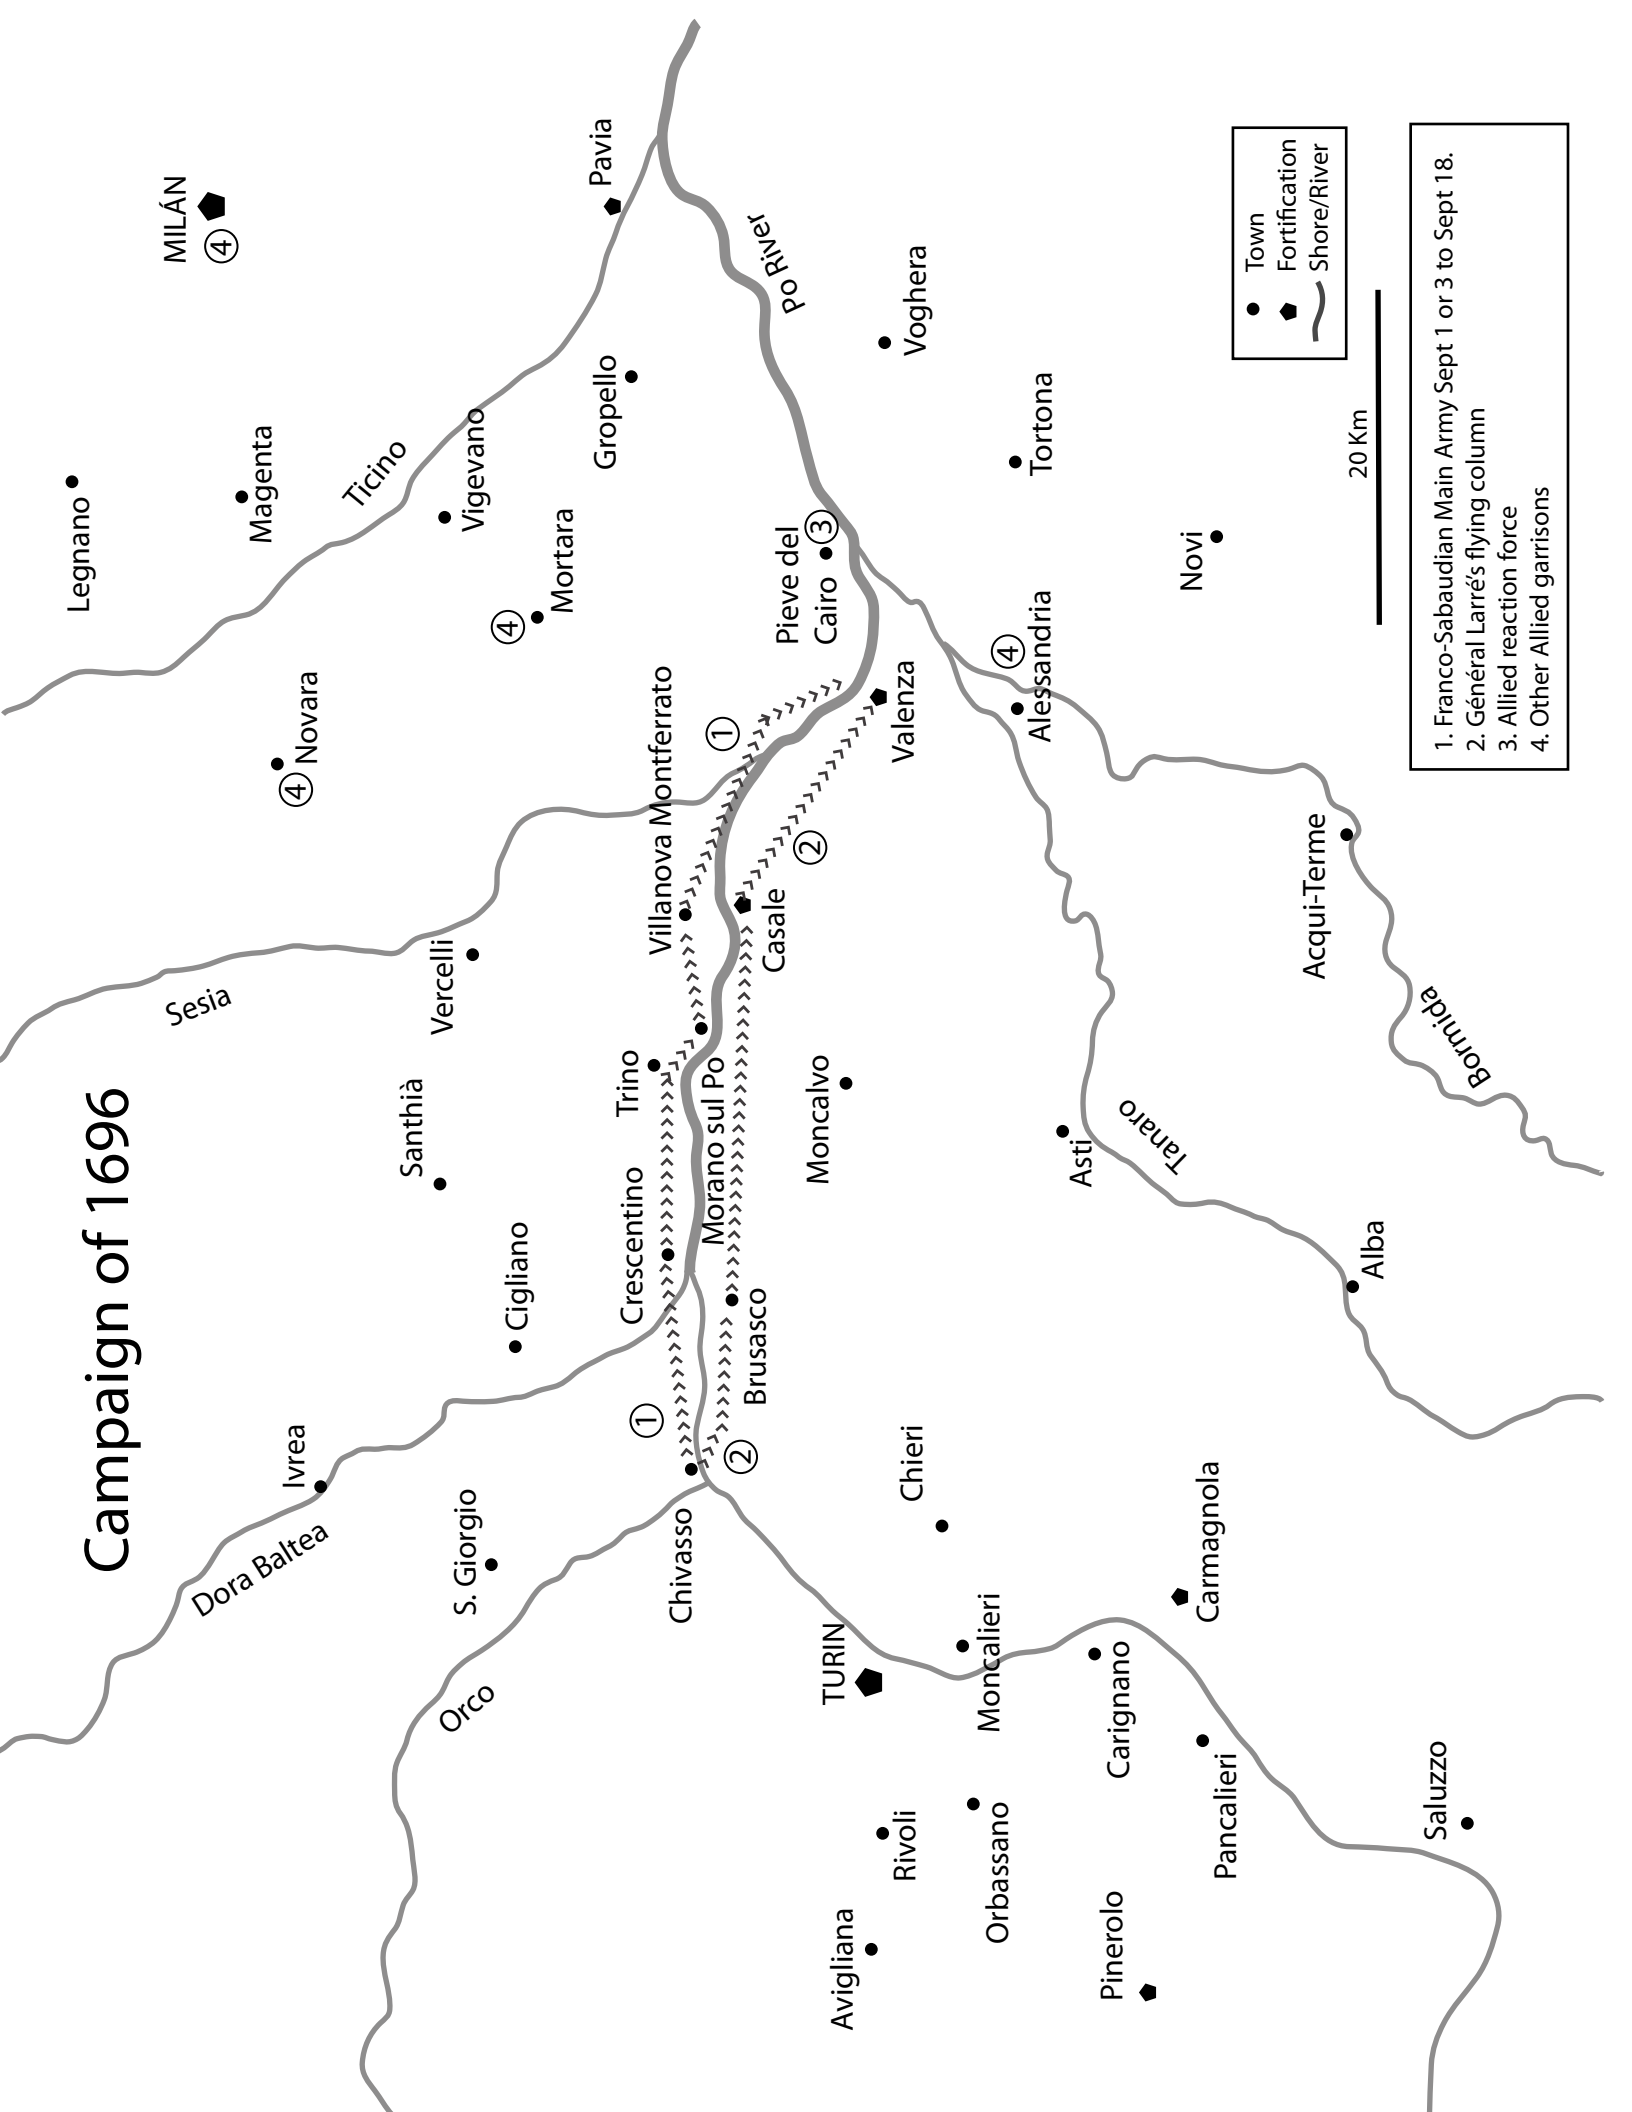 Campaign of 1696
Dora Baltea
Ivrea
Orco
S. Giorgio
Cigliano
Santhià
Sesia
Vercelli
④
Novara
Legnano
Magenta
MILÁN
④
Ticino
Vigevano
④
Mortara
Gropello
Pavia
Chivasso
①
②
Crescentino
Brusasco
Trino
Morano sul Po
Villanova Montferrato
①
Casale
②
Pieve del
Cairo
③
Valenza
Po River
Voghera
Tortona
④
Alessandria
Novi
Moncalvo
Asti
Tanaro
Alba
Acqui-Terme
Bormida
TURIN
Chieri
Moncalieri
Carmagnola
Carignano
Pancalieri
Rivoli
Orbassano
Avigliana
Pinerolo
Saluzzo
Town
Fortification
Shore/River
20 Km
1. Franco-Sabaudian Main Army Sept 1 or 3 to Sept 18.
2. Général Larré's flying column
3. Allied reaction force
4. Other Allied garrisons